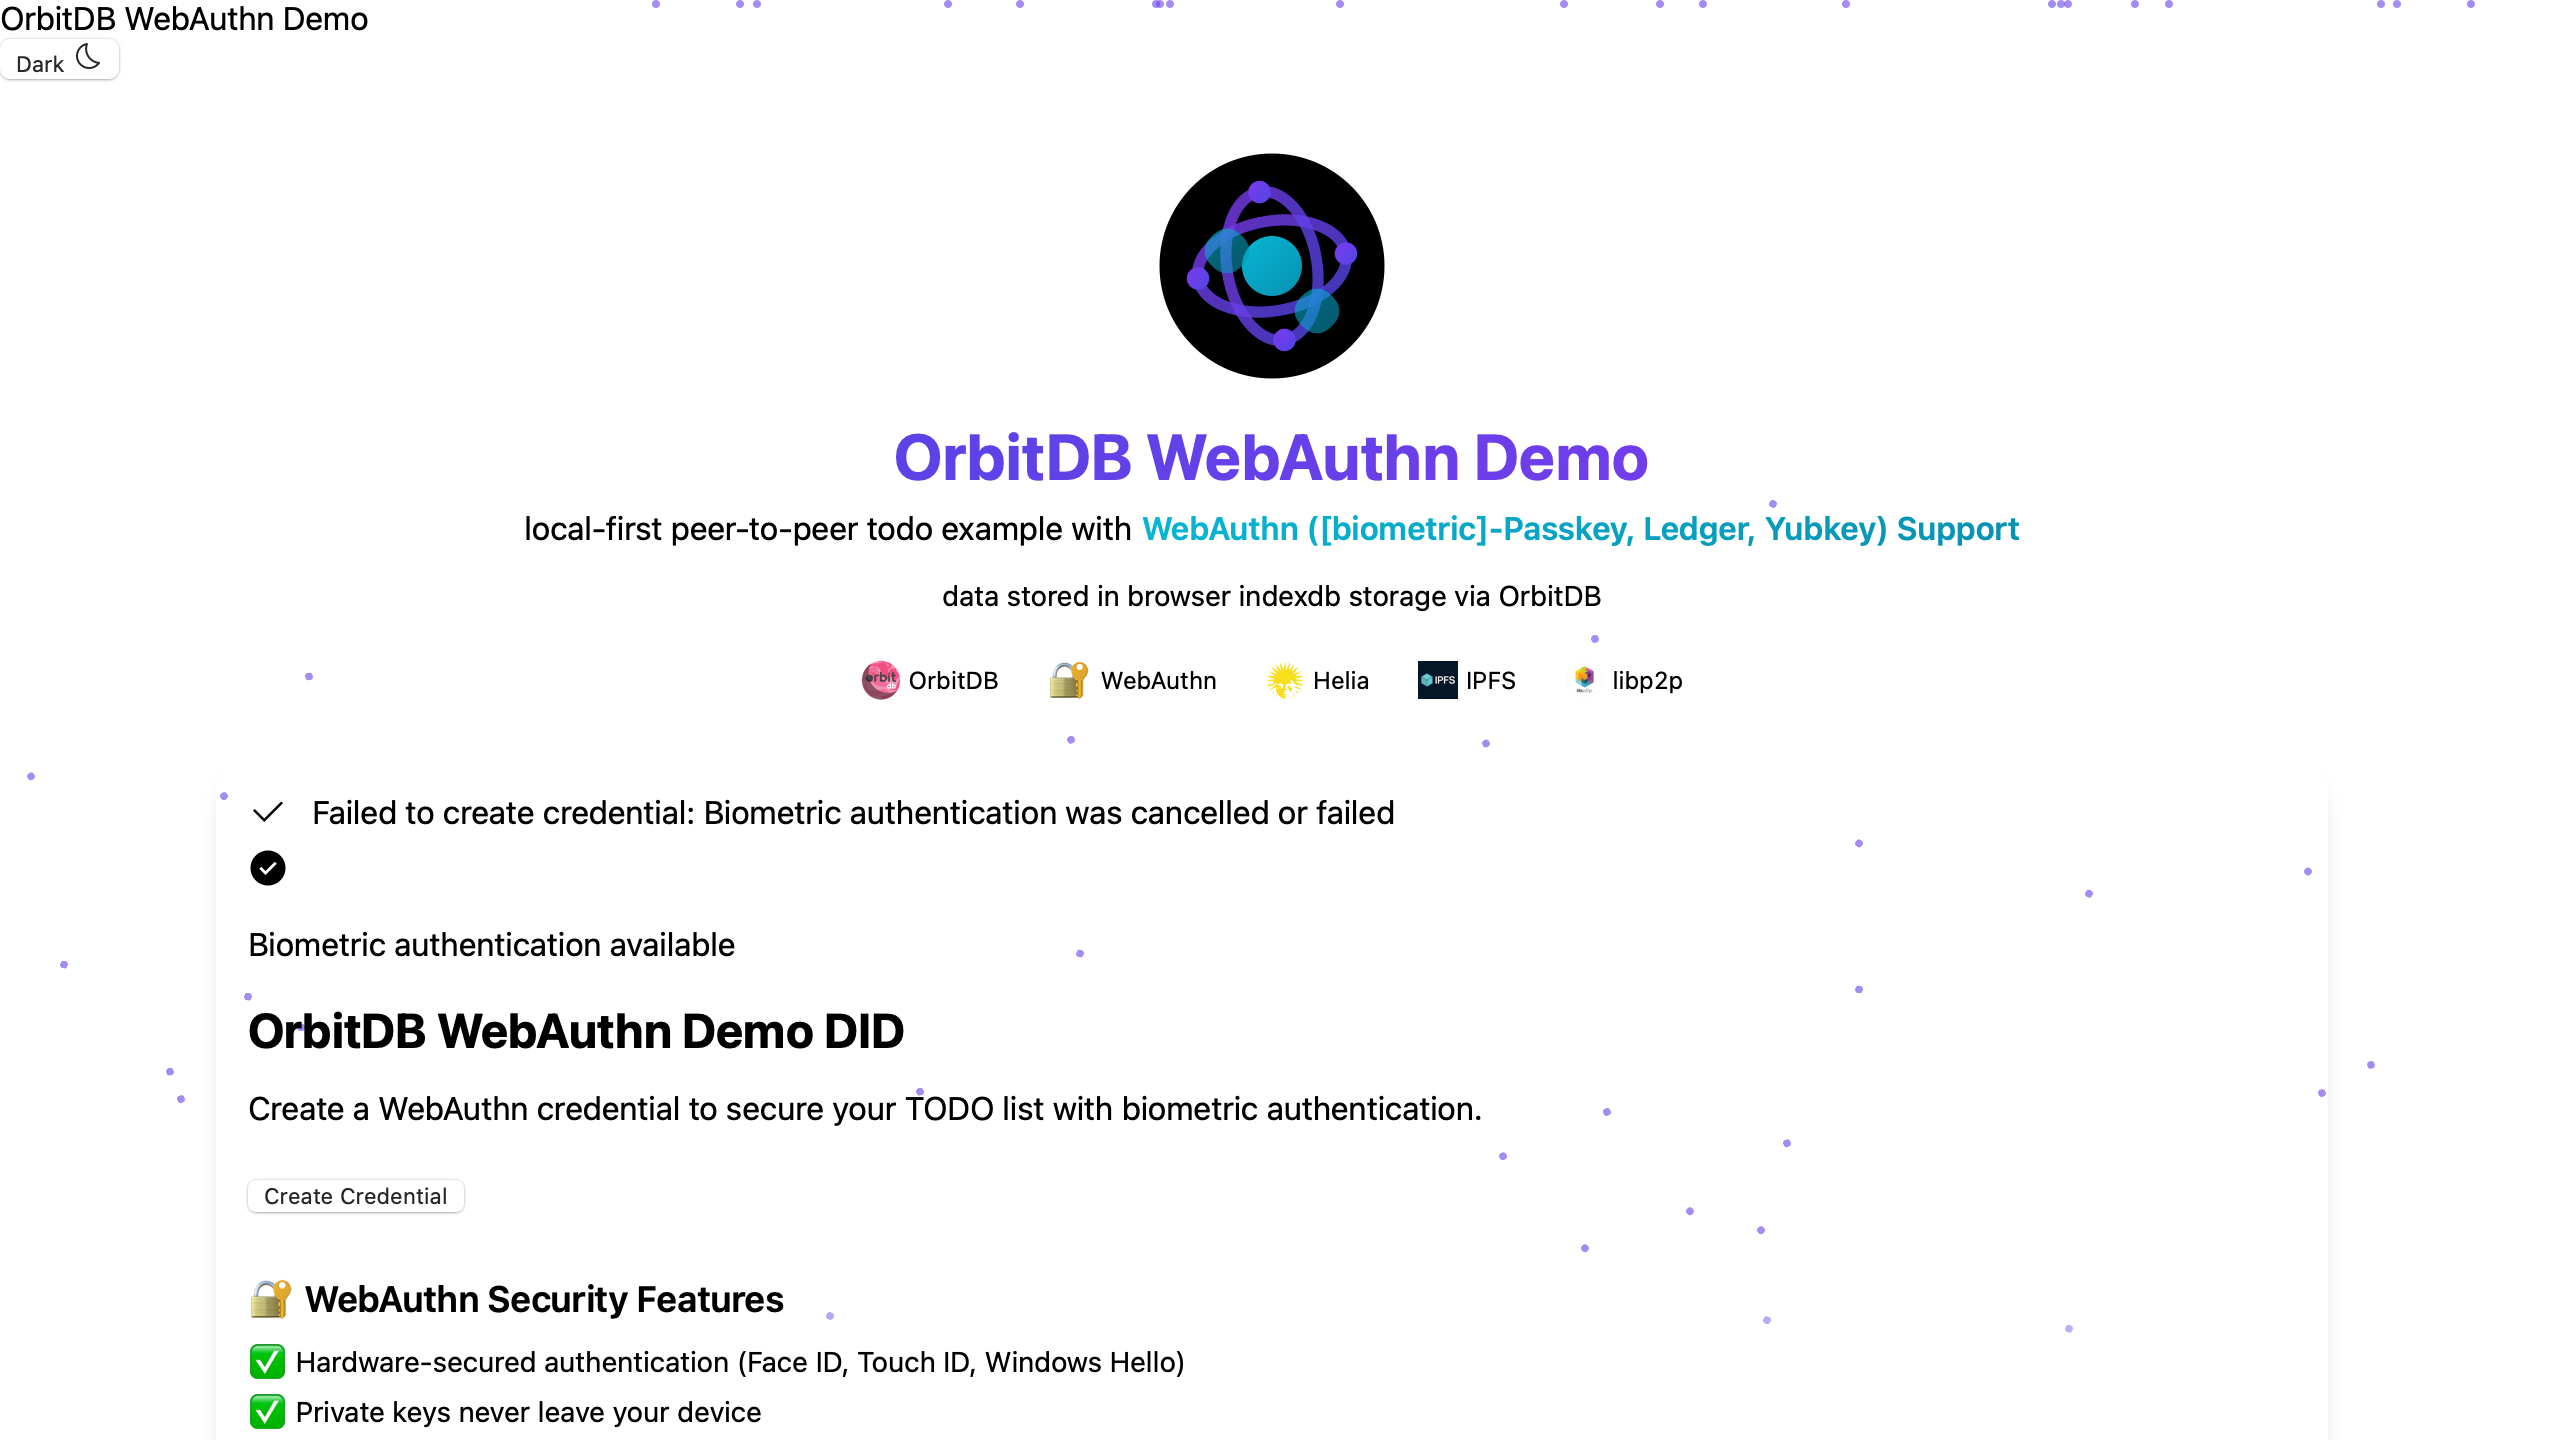 OrbitDB WebAuthn Demo
Dark
OrbitDB WebAuthn Demo
local-first peer-to-peer todo example with WebAuthn ([biometric]-Passkey, Ledger, Yubkey) Support
data stored in browser indexdb storage via OrbitDB
orbit db OrbitDB WebAuthn Helia IPFS IPFS libp2p
Failed to create credential: Biometric authentication was cancelled or failed
Biometric authentication available
OrbitDB WebAuthn Demo DID
Create a WebAuthn credential to secure your TODO list with biometric authentication.
Create Credential
WebAuthn Security Features
Hardware-secured authentication (Face ID, Touch ID, Windows Hello)
Private keys never leave your device